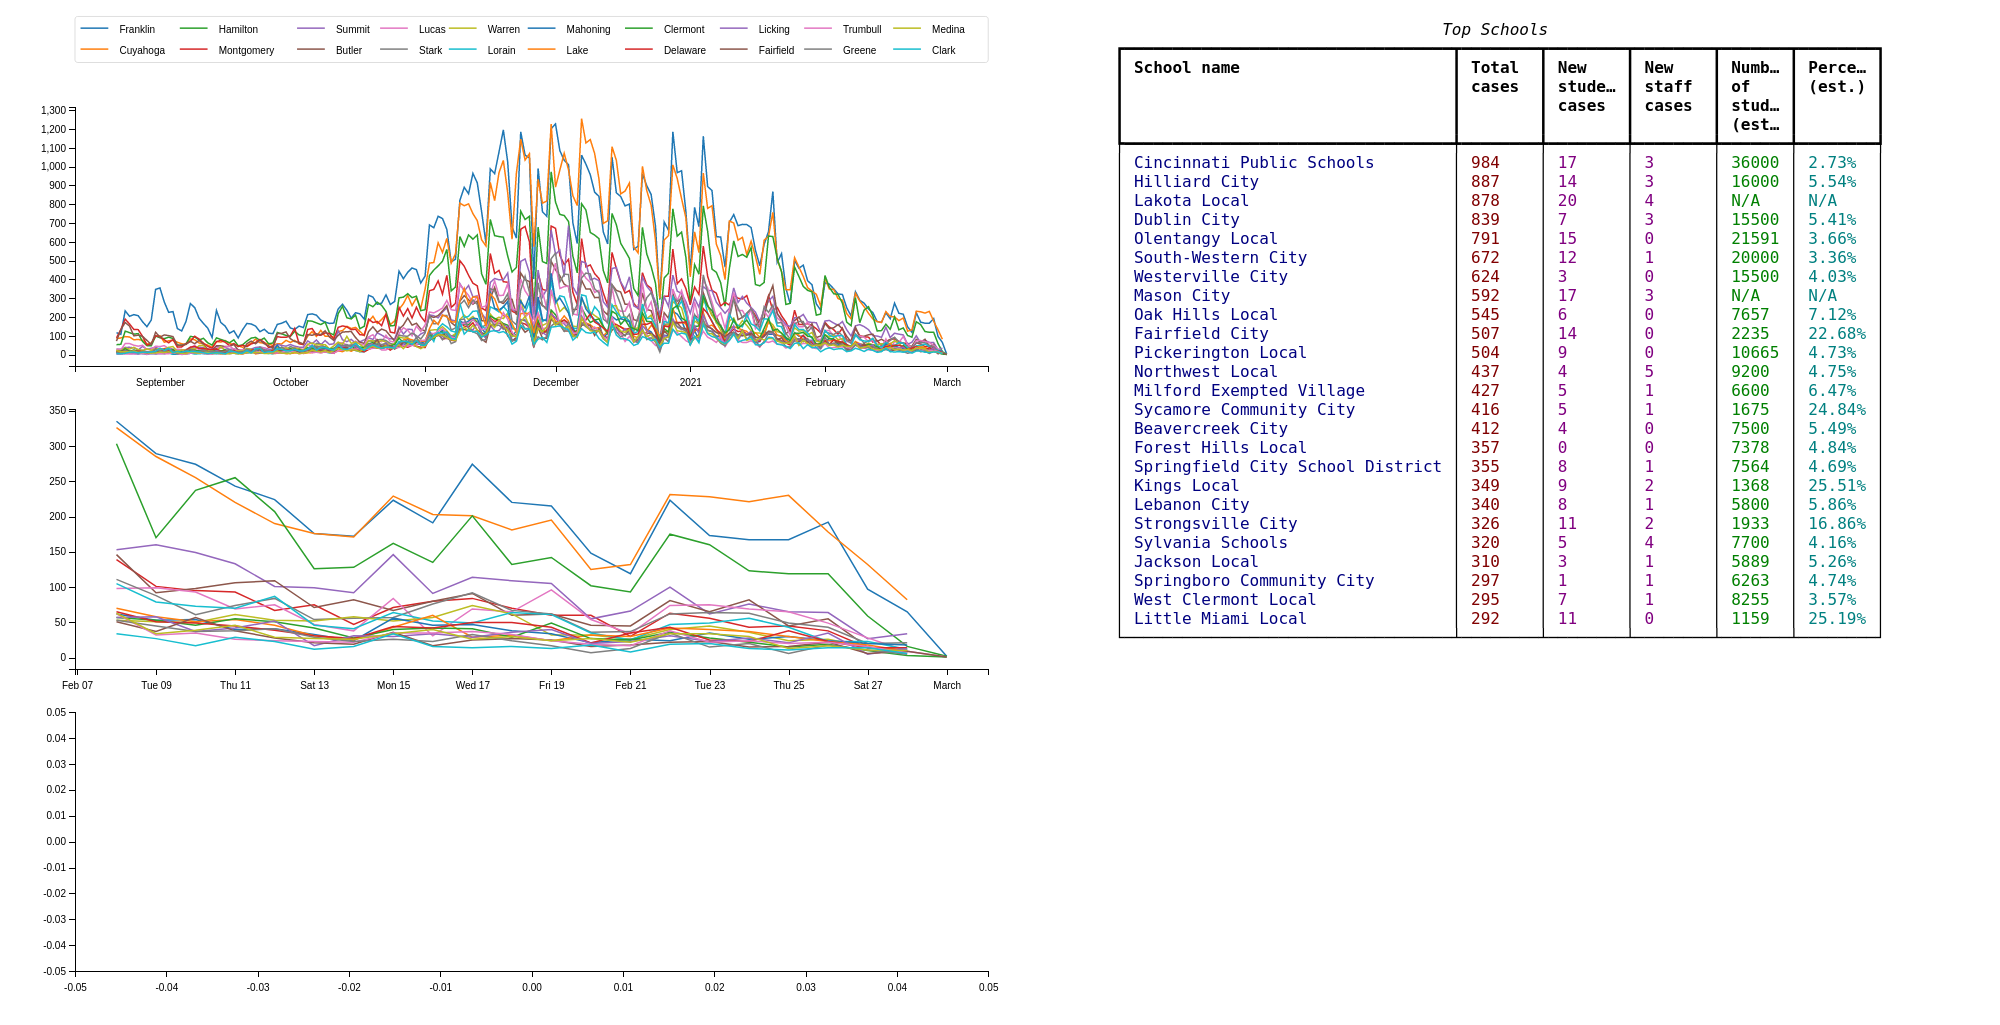 Franklin Hamilton Summit Lucas Warren Mahoning Clermont Licking Trumbull Medina
Cuyahoga Montgomery Butler Stark Lorain Lake Delaware Fairfield Greene Clark
1,300
1,200
1,100
1,000
900
800
700
600
500
400
300
200
100
0
September October November December 2021 February March
350
300
250
200
150
100
50
0
Feb 07 Tue 09 Thu 11 Sat 13 Mon 15 Wed 17 Fri 19 Feb 21 Tue 23 Thu 25 Sat 27 March
0.05
0.04
0.03
0.02
0.01
0.00
-0.01
-0.02
-0.03
-0.04
-0.05
-0.05 -0.04 -0.03 -0.02 -0.01 0.00 0.01 0.02 0.03 0.04 0.05
Top Schools
School name Total New New Numb… Perce…
cases stude… staff of (est.)
cases cases stud…
(est…
Cincinnati Public Schools 984 17 3 36000 2.73%
Hilliard City 887 14 3 16000 5.54%
Lakota Local 878 20 4 N/A N/A
Dublin City 839 7 3 15500 5.41%
Olentangy Local 791 15 0 21591 3.66%
South-Western City 672 12 1 20000 3.36%
Westerville City 624 3 0 15500 4.03%
Mason City 592 17 3 N/A N/A
Oak Hills Local 545 6 0 7657 7.12%
Fairfield City 507 14 0 2235 22.68%
Pickerington Local 504 9 0 10665 4.73%
Northwest Local 437 4 5 9200 4.75%
Milford Exempted Village 427 5 1 6600 6.47%
Sycamore Community City 416 5 1 1675 24.84%
Beavercreek City 412 4 0 7500 5.49%
Forest Hills Local 357 0 0 7378 4.84%
Springfield City School District 355 8 1 7564 4.69%
Kings Local 349 9 2 1368 25.51%
Lebanon City 340 8 1 5800 5.86%
Strongsville City 326 11 2 1933 16.86%
Sylvania Schools 320 5 4 7700 4.16%
Jackson Local 310 3 1 5889 5.26%
Springboro Community City 297 1 1 6263 4.74%
West Clermont Local 295 7 1 8255 3.57%
Little Miami Local 292 11 0 1159 25.19%